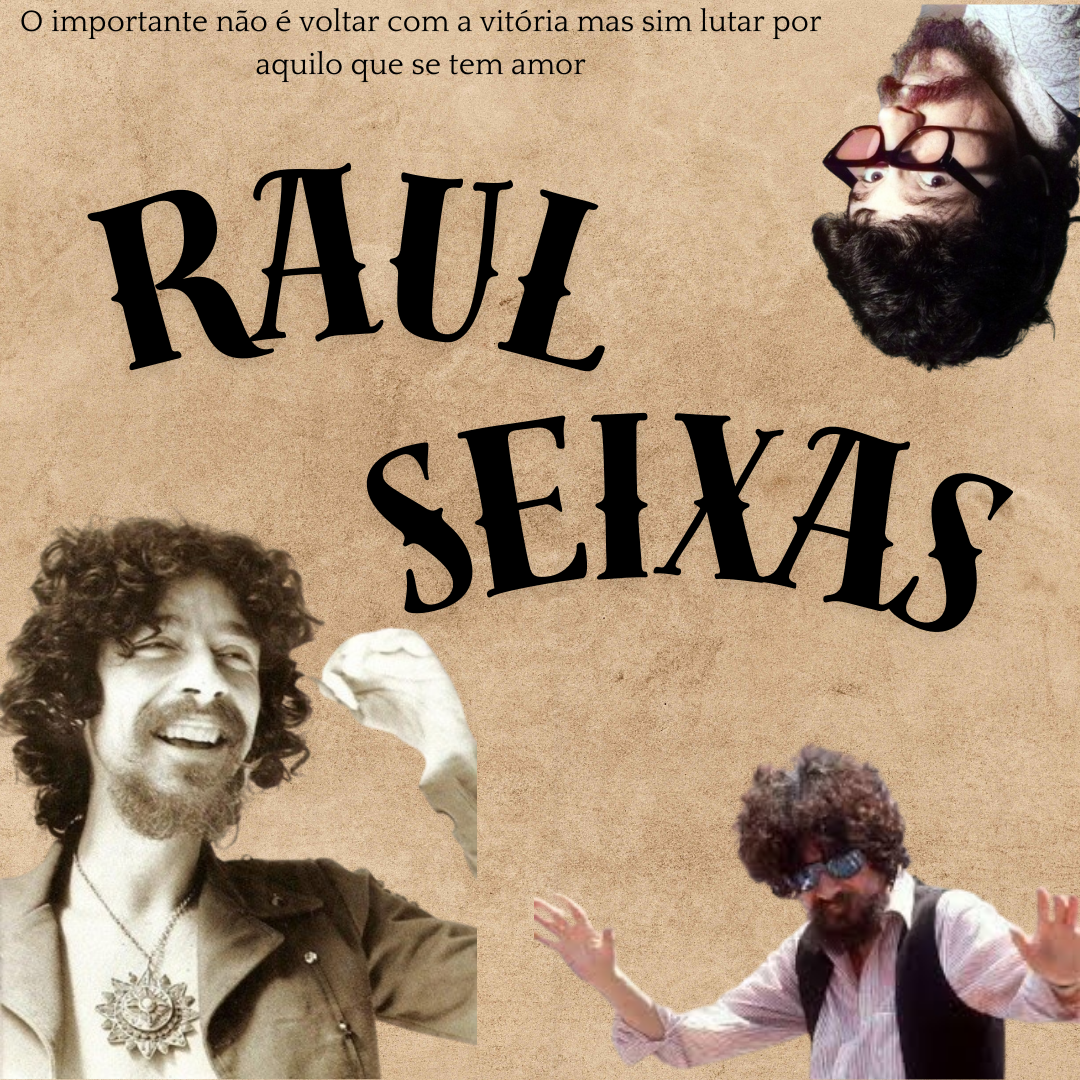 O importante não é voltar com a vitória mas sim lutar por
aquilo que se tem amor
RAUL
SEIXAS